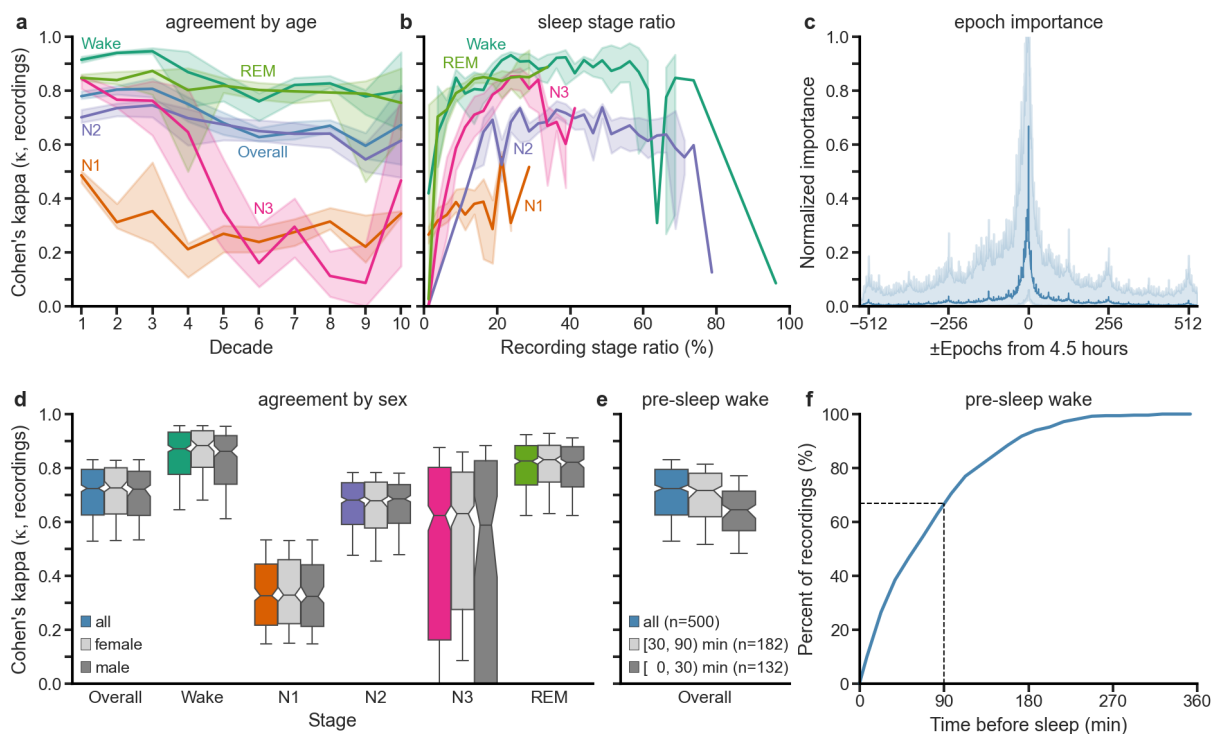 a
agreement by age
Cohen's kappa (κ, recordings)
1.0
0.8
0.6
0.4
0.2
0.0
Wake
REM
N2
Overall
N1
N3
1 2 3 4 5 6 7 8 9 10
Decade
b
sleep stage ratio
Wake
REM
N3
N2
N1
0 20 40 60 80 100
Recording stage ratio (%)
c
epoch importance
Normalized importance
1.0
0.8
0.6
0.4
0.2
0.0
−512 −256 0 256 512
±Epochs from 4.5 hours
d
agreement by sex
Cohen's kappa (κ, recordings)
1.0
0.8
0.6
0.4
0.2
0.0
all
female
male
Overall Wake N1 N2 N3 REM
Stage
e
pre-sleep wake
all (n=500)
[30, 90) min (n=182)
[ 0, 30) min (n=132)
Overall
f
pre-sleep wake
Percent of recordings (%)
100
80
60
40
20
0
0 90 180 270 360
Time before sleep (min)